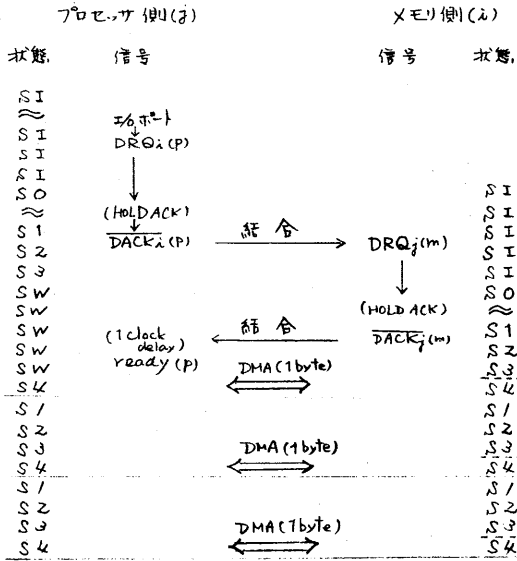 プロセッサ側(j) メモリ側(i)
状態 信号 信号 状態
SI
SI I/Oポート
SI DRQi(P)
SI
SO SI
(HOLDACK) SI
S1 DACKi(P) 結合 DRQj(m) SI
S2 SI
S3 SI
SW SO
SW (HOLD ACK)
SW (1clock 結合 DACKj(m) S1
SW delay) S2
SW ready(P) DMA(1byte) S3
S4 S4
S1 S1
S2 S2
S3 DMA(1byte) S3
S4 S4
S1 S1
S2 S2
S3 DMA(1byte) S3
S4 S4